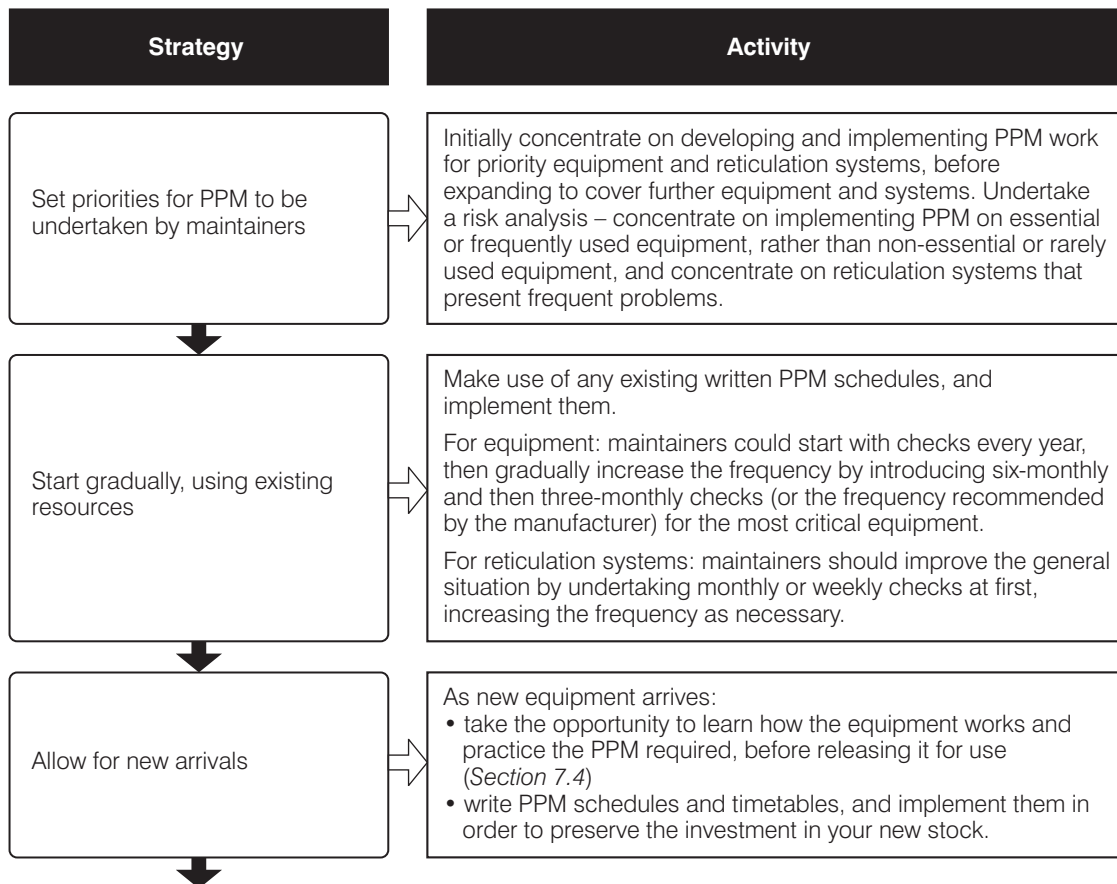 Strategy
Activity
Set priorities for PPM to be
undertaken by maintainers
Initially concentrate on developing and implementing PPM work
for priority equipment and reticulation systems, before
expanding to cover further equipment and systems. Undertake
a risk analysis – concentrate on implementing PPM on essential
or frequently used equipment, rather than non-essential or rarely
used equipment, and concentrate on reticulation systems that
present frequent problems.
Start gradually, using existing
resources
Make use of any existing written PPM schedules, and
implement them.
For equipment: maintainers could start with checks every year,
then gradually increase the frequency by introducing six-monthly
and then three-monthly checks (or the frequency recommended
by the manufacturer) for the most critical equipment.
For reticulation systems: maintainers should improve the general
situation by undertaking monthly or weekly checks at first,
increasing the frequency as necessary.
Allow for new arrivals
As new equipment arrives:
• take the opportunity to learn how the equipment works and
practice the PPM required, before releasing it for use
(Section 7.4)
• write PPM schedules and timetables, and implement them in
order to preserve the investment in your new stock.